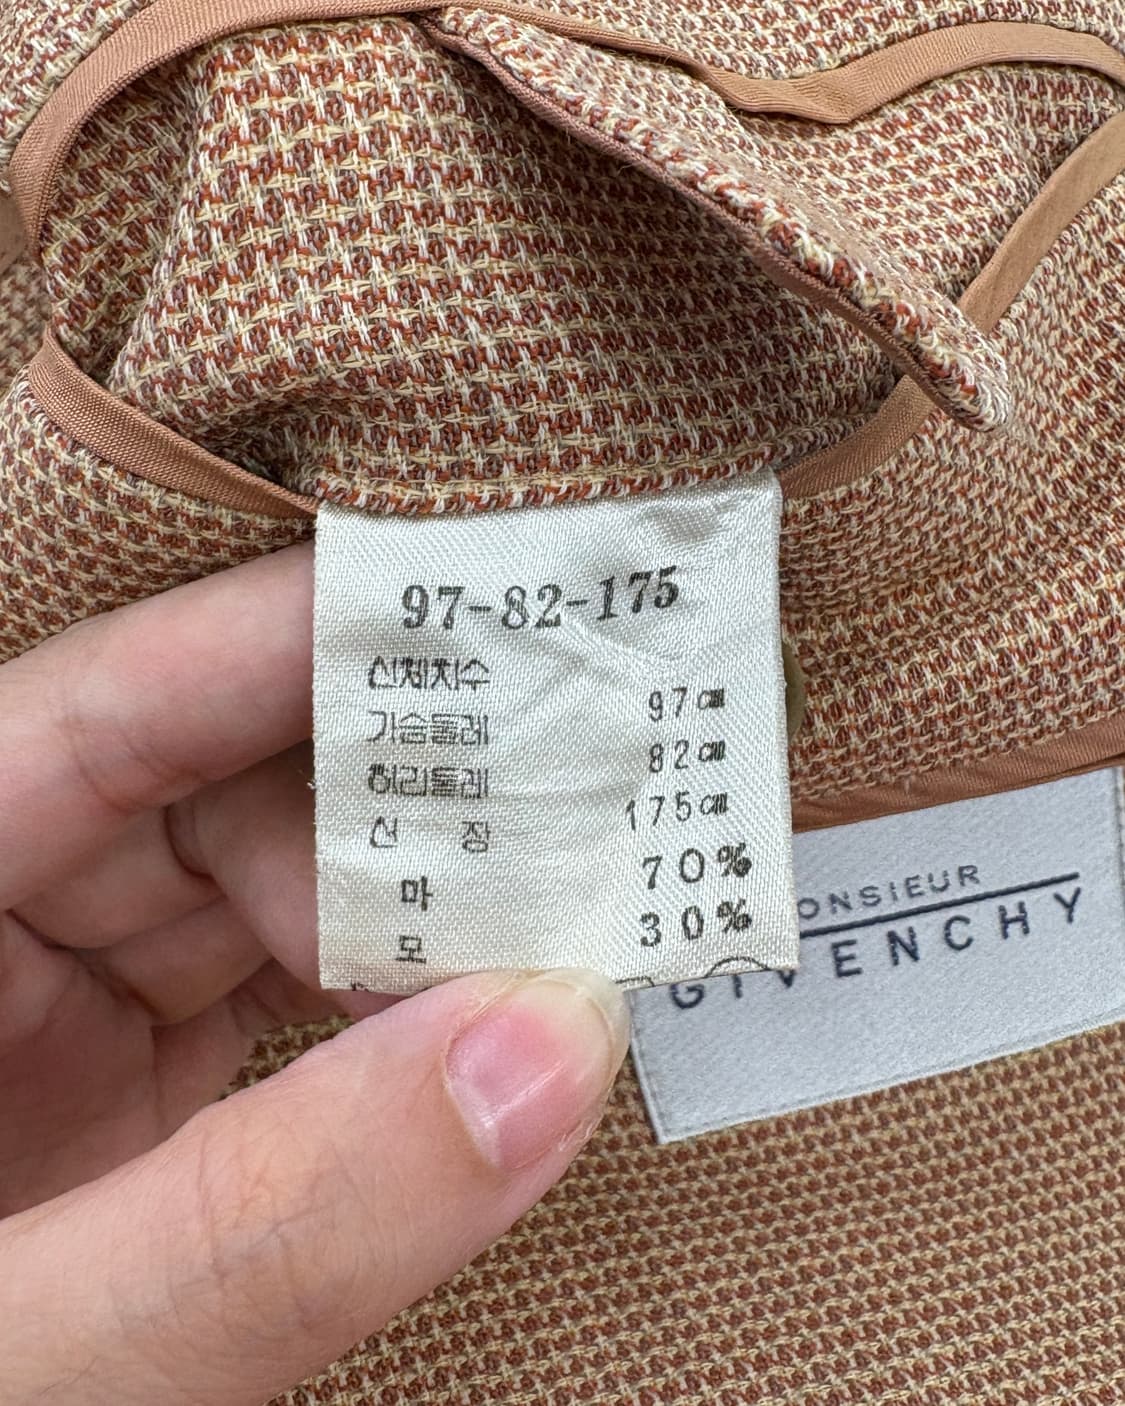 97-82-175
신체치수
가슴둘레 97㎝
허리둘레 82㎝
신 장 175㎝
마 70%
모 30%
ONSIEUR
GIVENCHY